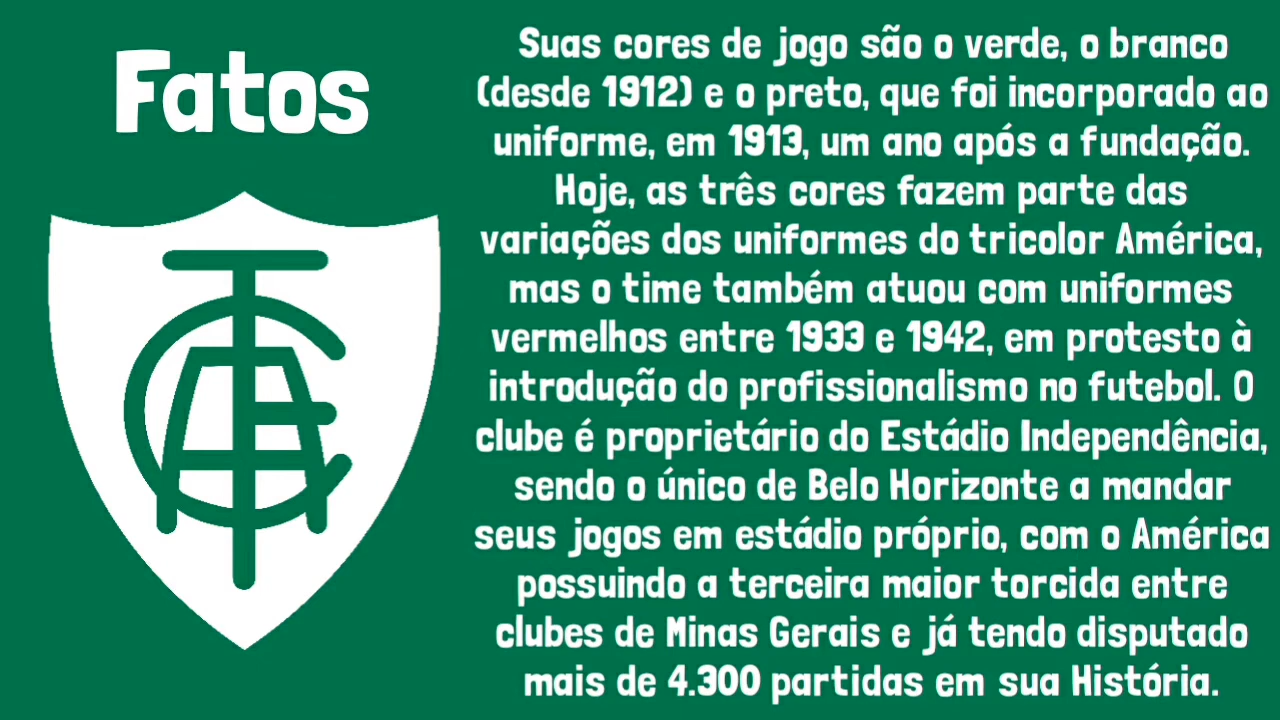 Fatos
Suas cores de jogo são o verde, o branco
(desde 1912) e o preto, que foi incorporado ao
uniforme, em 1913, um ano após a fundação.
Hoje, as três cores fazem parte das
variações dos uniformes do tricolor América,
mas o time também atuou com uniformes
vermelhos entre 1933 e 1942, em protesto à
introdução do profissionalismo no futebol. O
clube é proprietário do Estádio Independência,
sendo o único de Belo Horizonte a mandar
seus jogos em estádio próprio, com o América
possuindo a terceira maior torcida entre
clubes de Minas Gerais e já tendo disputado
mais de 4.300 partidas em sua História.